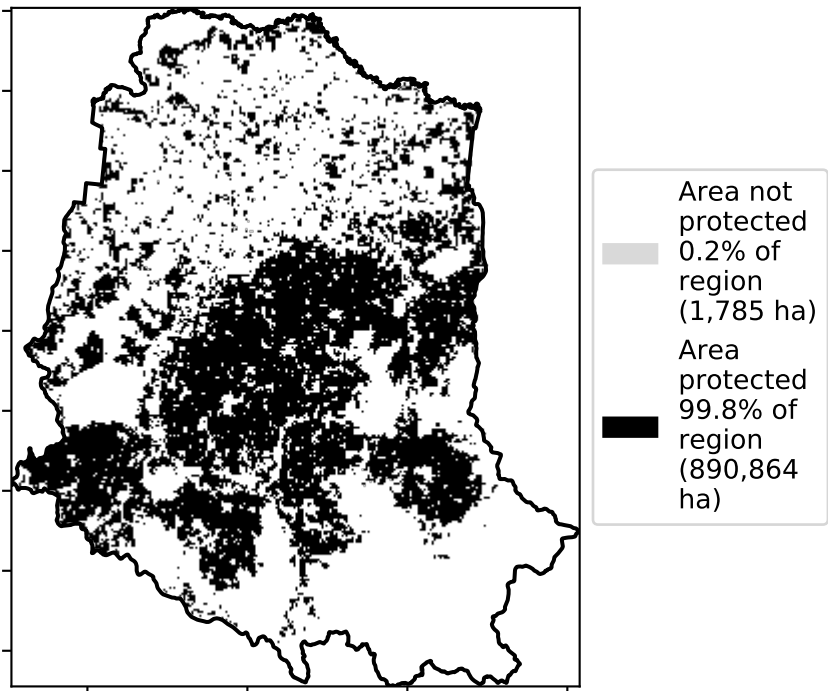 Area not
protected
0.2% of
region
(1,785 ha)
Area
protected
99.8% of
region
(890,864
ha)